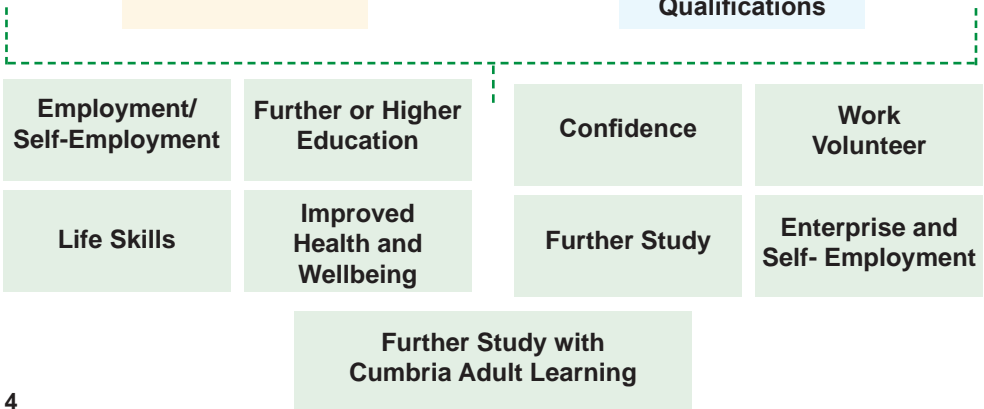 Qualifications
Employment/
Self-Employment
Further or Higher
Education
Confidence
Work
Volunteer
Life Skills
Improved
Health and
Wellbeing
Further Study
Enterprise and
Self- Employment
Further Study with
Cumbria Adult Learning
4